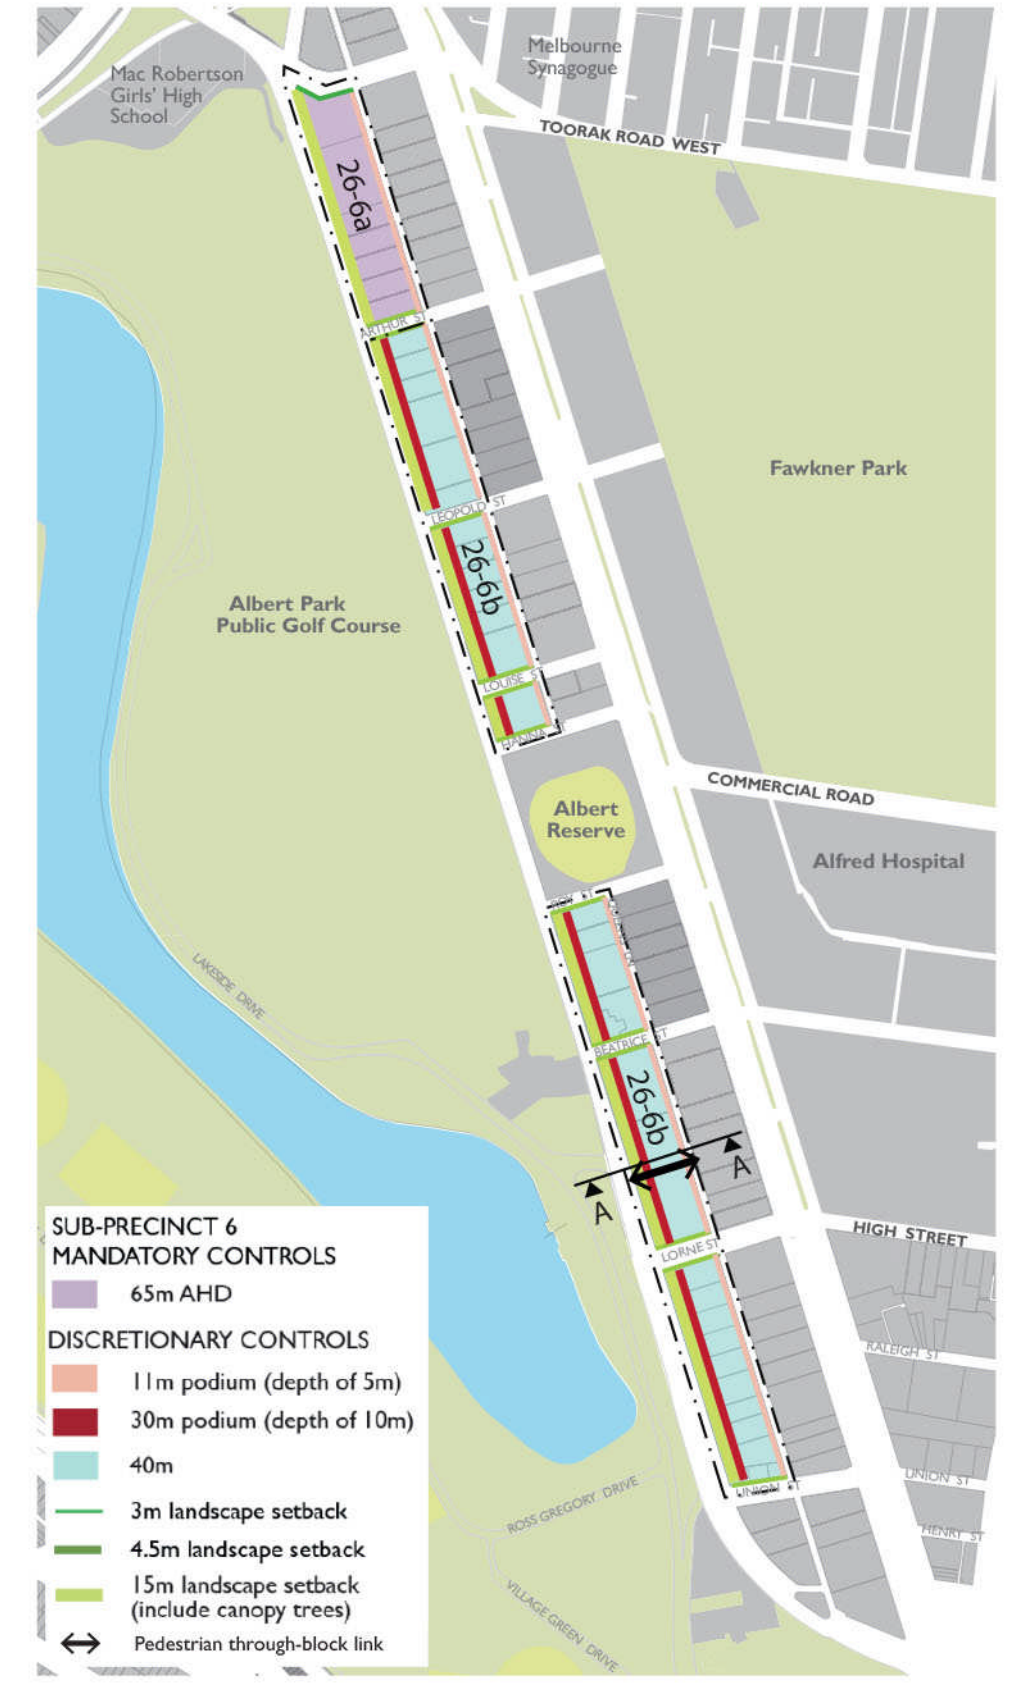 Mac Robertson
Girls' High
School
Melbourne
Synagogue
TOORAK ROAD WEST
26-6a
ARTHUR ST
Fawkner Park
LEOPOLD ST
26-6b
Albert Park
Public Golf Course
LOUISE ST
HANNA ST
COMMERCIAL ROAD
Albert
Reserve
Alfred Hospital
ROY ST
LAKESIDE DRIVE
BEATRICE ST
26-6b
A
A
LORNE ST
HIGH STREET
RALEIGH ST
UNION ST
UNION ST
HENRY ST
ROSS GREGORY DRIVE
VILLAGE GREEN DRIVE
SUB-PRECINCT 6
MANDATORY CONTROLS
65m AHD
DISCRETIONARY CONTROLS
11m podium (depth of 5m)
30m podium (depth of 10m)
40m
3m landscape setback
4.5m landscape setback
15m landscape setback
(include canopy trees)
Pedestrian through-block link